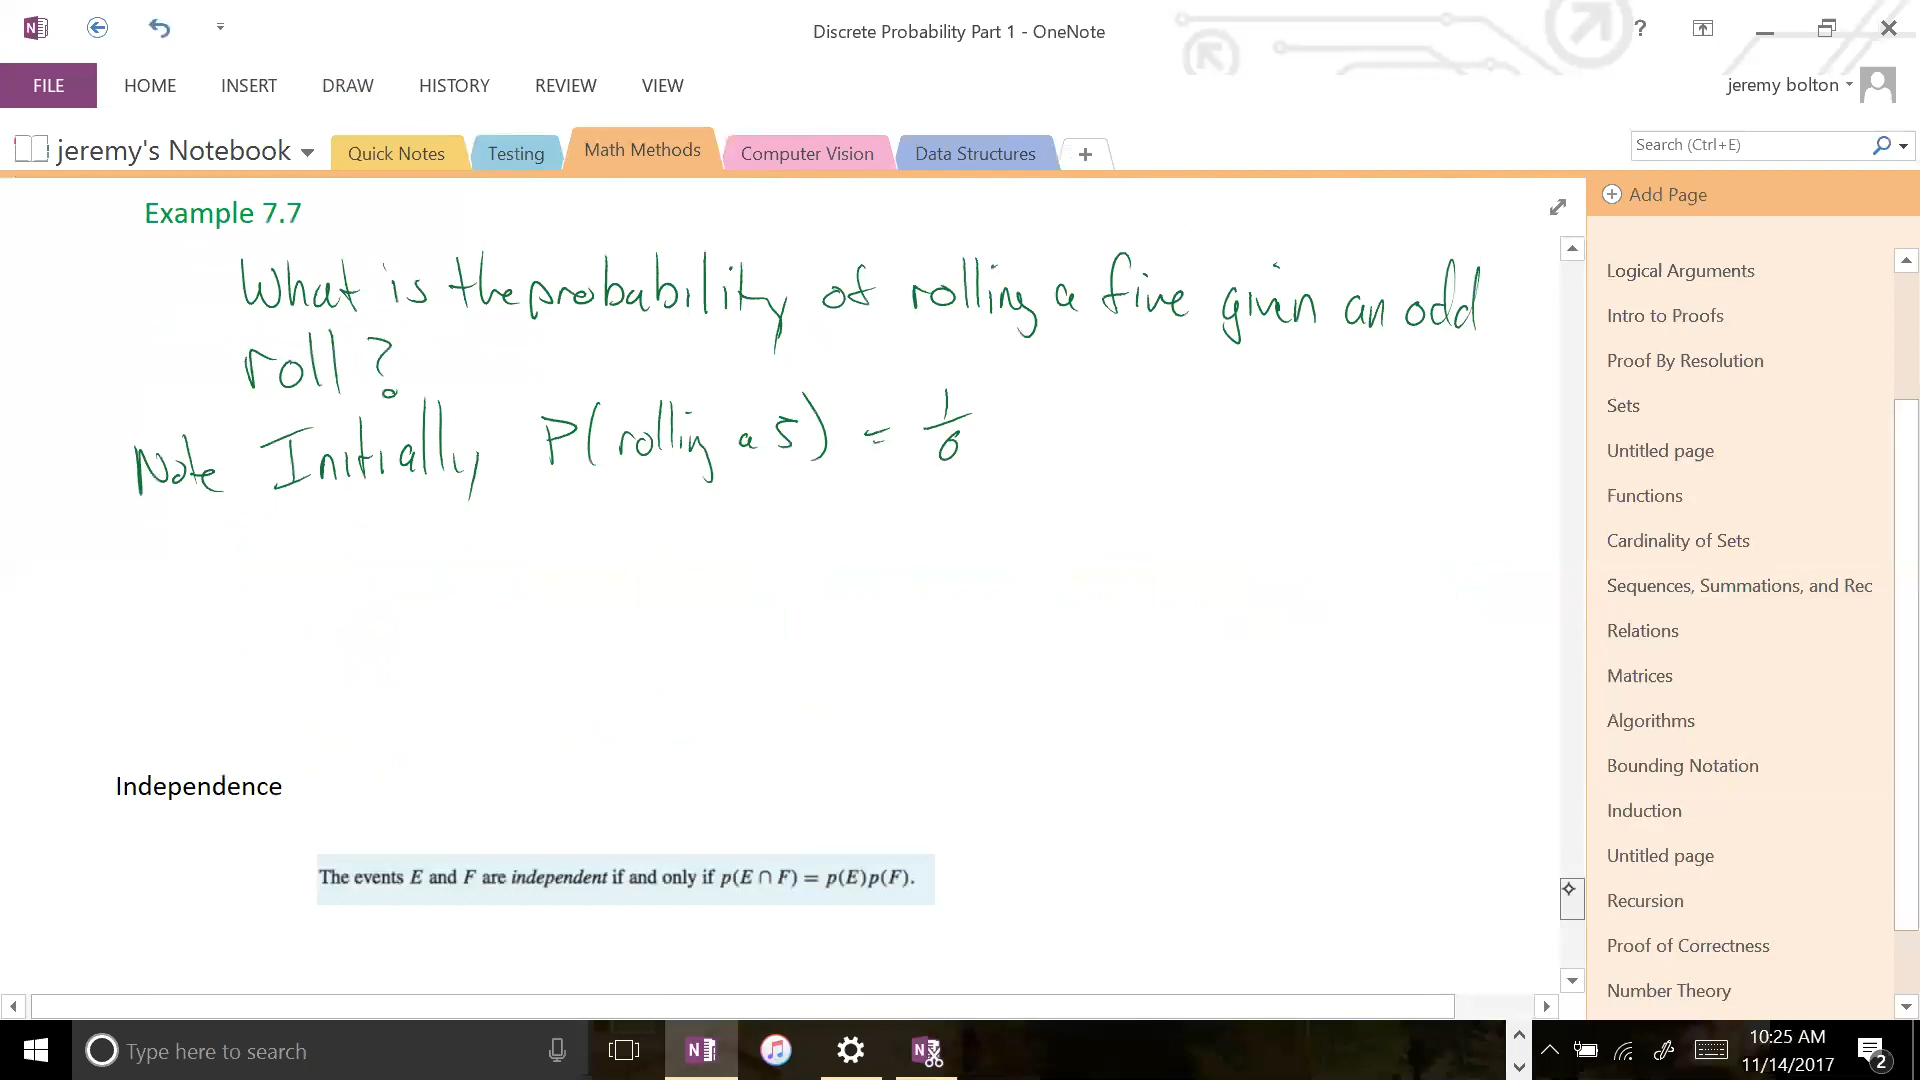 Discrete Probability Part 1 - OneNote
?
FILE HOME INSERT DRAW HISTORY REVIEW VIEW
jeremy bolton
jeremy's Notebook Quick Notes Testing Math Methods Computer Vision Data Structures +
Search (Ctrl+E)
Add Page
Example 7.7
What is the probability of rolling a five given an odd
roll?
Note Initially P(rolling a 5) = 1/6
Independence
The events E and F are independent if and only if p(E ∩ F) = p(E)p(F).
Logical Arguments
Intro to Proofs
Proof By Resolution
Sets
Untitled page
Functions
Cardinality of Sets
Sequences, Summations, and Rec
Relations
Matrices
Algorithms
Bounding Notation
Induction
Untitled page
Recursion
Proof of Correctness
Number Theory
Type here to search
10:25 AM
11/14/2017
2